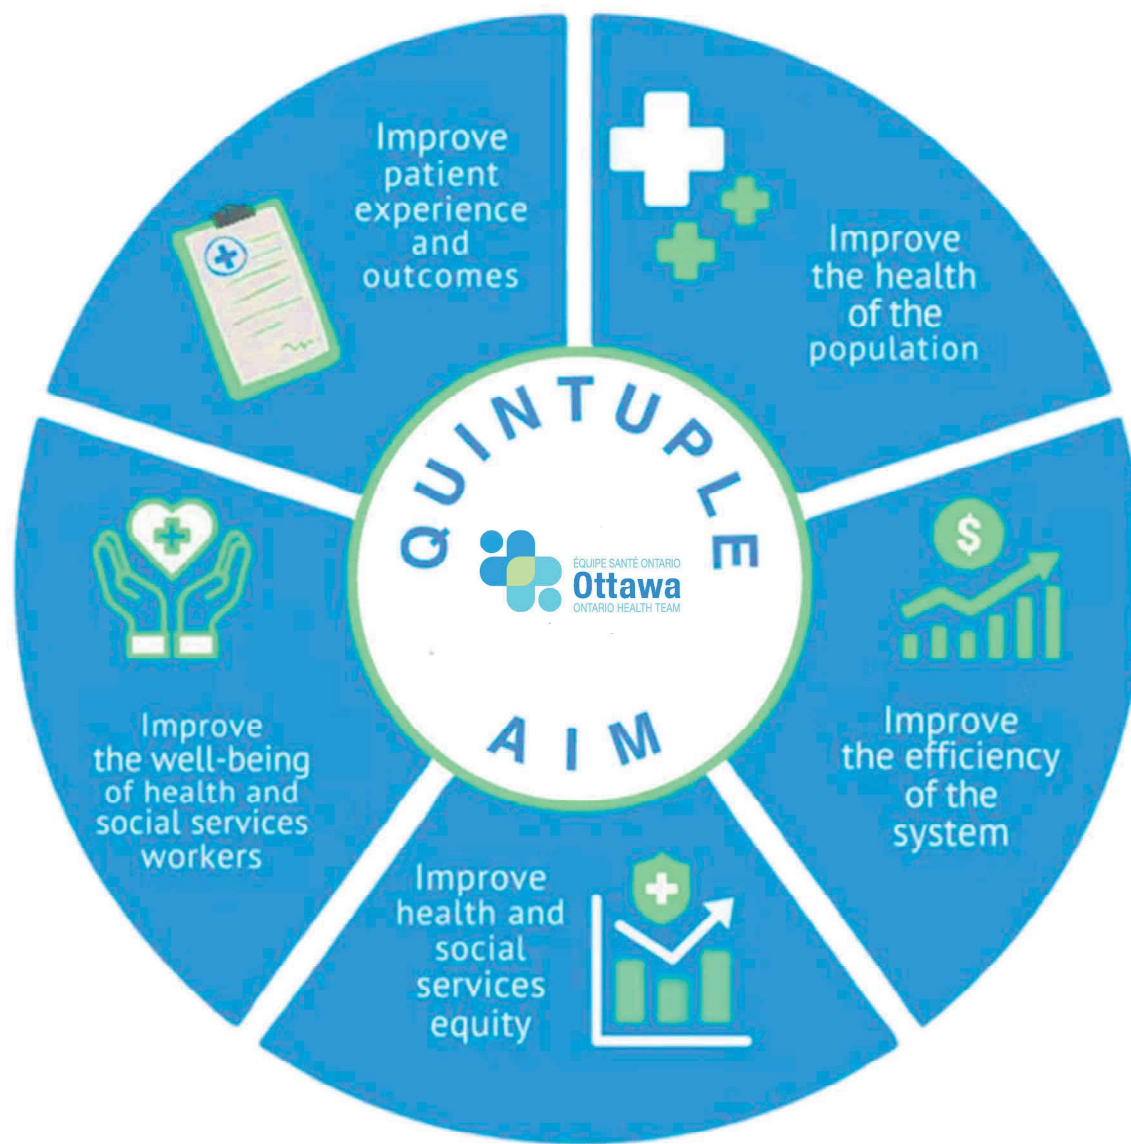 Improve
patient
experience
and
outcomes
Improve
the health
of the
population
QUINTUPLE
ÉQUIPE SANTÉ ONTARIO
Ottawa
ONTARIO HEALTH TEAM
AIM
$
Improve
the efficiency
of the
system
Improve
the well-being
of health and
social services
workers
Improve
health and
social
services
equity